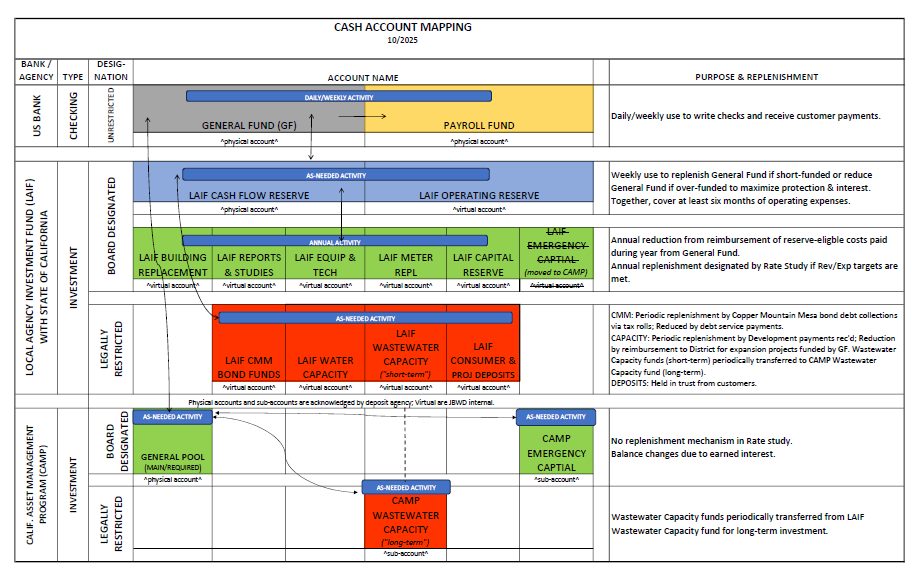 CASH ACCOUNT MAPPING
10/2025
BANK / AGENCY
TYPE
DESIG-NATION
ACCOUNT NAME
PURPOSE & REPLENISHMENT
US BANK
CHECKING
UNRESTRICTED
DAILY/WEEKLY ACTIVITY
GENERAL FUND (GF)
PAYROLL FUND
^physical account^
^physical account^
Daily/weekly use to write checks and receive customer payments.
LOCAL AGENCY INVESTMENT FUND (LAIF)
WITH STATE OF CALIFORNIA
INVESTMENT
BOARD DESIGNATED
AS-NEEDED ACTIVITY
LAIF CASH FLOW RESERVE
LAIF OPERATING RESERVE
^physical account^
^virtual account^
Weekly use to replenish General Fund if short-funded or reduce
General Fund if over-funded to maximize protection & interest.
Together, cover at least six months of operating expenses.
ANNUAL ACTIVITY
LAIF BUILDING
REPLACEMENT
LAIF REPORTS
& STUDIES
LAIF EQUIP &
TECH
LAIF METER
REPL
LAIF CAPITAL
RESERVE
LAIF
EMERGENCY
CAPTIAL
(moved to CAMP)
^virtual account^
^virtual account^
^virtual account^
^virtual account^
^virtual account^
^virtual account^
Annual reduction from reimbursement of reserve-eligble costs paid
during year from General Fund.
Annual replenishment designated by Rate Study if Rev/Exp targets are
met.
LEGALLY
RESTRICTED
AS-NEEDED ACTIVITY
LAIF CMM
BOND FUNDS
LAIF WATER
CAPACITY
LAIF
WASTEWATER
CAPACITY
("short-term")
LAIF
CONSUMER &
PROJ DEPOSITS
^virtual account^
^virtual account^
^virtual account^
^virtual account^
CMM: Periodic replenishment by Copper Mountain Mesa bond debt collections
via tax rolls; Reduced by debt service payments.
CAPACITY: Periodic replenishment by Development payments rec'd; Reduction
by reimbursement to District for expansion projects funded by GF. Wastewater
Capacity funds (short-term) periodically transferred to CAMP Wastewater
Capacity fund (long-term).
DEPOSITS: Held in trust from customers.
Physical accounts and sub-accounts are acknowledged by deposit agency; Virtual are JBWD internal.
CALIF. ASSET MANAGEMENT
PROGRAM (CAMP)
INVESTMENT
BOARD
DESIGNATED
AS-NEEDED ACTIVITY
GENERAL POOL
(MAIN/REQUIRED)
^physical account^
AS-NEEDED ACTIVITY
CAMP
EMERGENCY
CAPTIAL
^sub-account^
No replenishment mechanism in Rate study.
Balance changes due to earned interest.
LEGALLY
RESTRICTED
AS-NEEDED ACTIVITY
CAMP
WASTEWATER
CAPACITY
("long-term")
^sub-account^
Wastewater Capacity funds periodically transferred from LAIF
Wastewater Capacity fund for long-term investment.